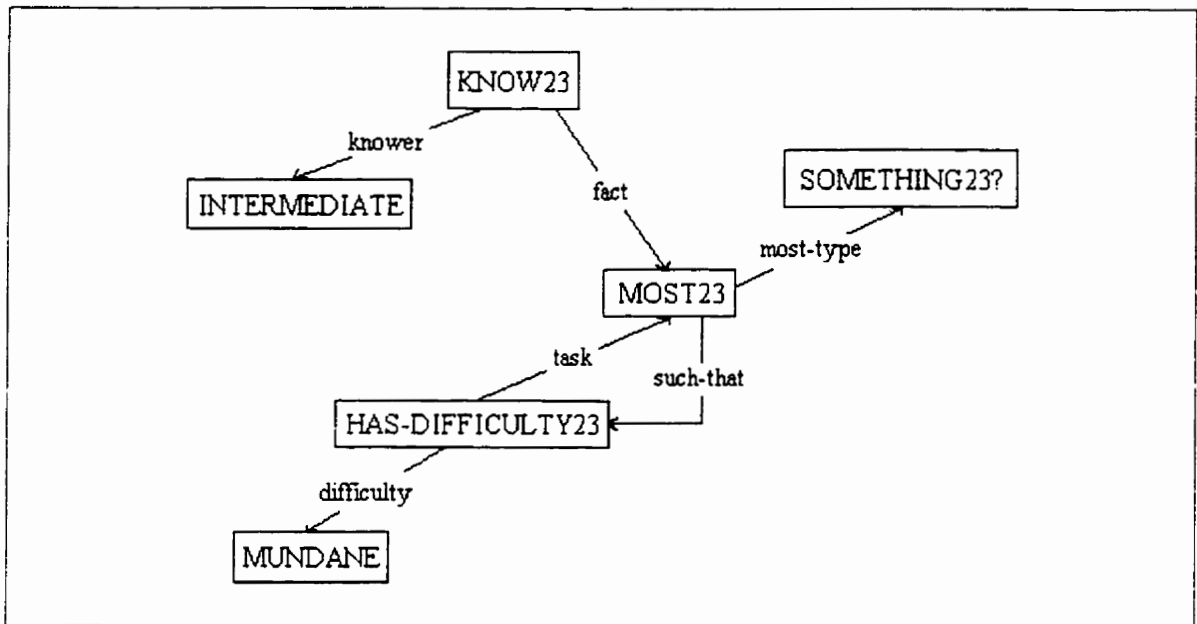 KNOW23
knower
INTERMEDIATE
fact
SOMETHING23?
most-type
MOST23
task
such-that
HAS-DIFFICULTY23
difficulty
MUNDANE